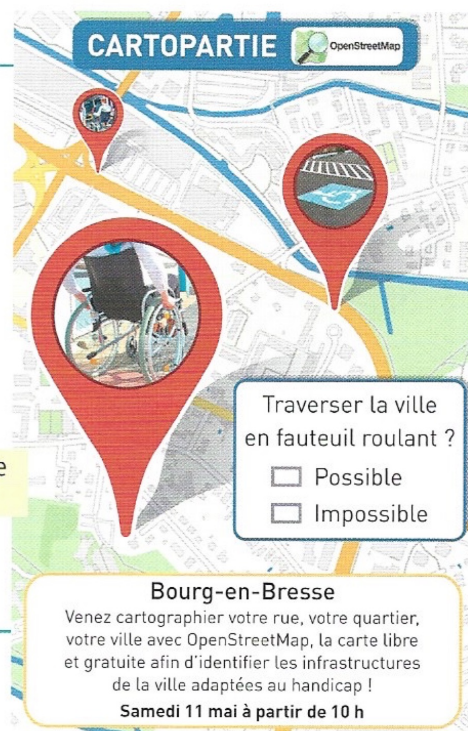 CARTOPARTIE
OpenStreetMap
Traverser la ville
en fauteuil roulant ?
Possible
Impossible
e
Bourg-en-Bresse
Venez cartographier votre rue, votre quartier,
votre ville avec OpenStreetMap, la carte libre
et gratuite afin d'identifier les infrastructures
de la ville adaptées au handicap !
Samedi 11 mai à partir de 10 h